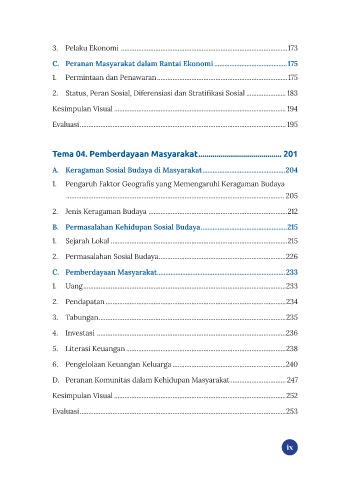 3. Pelaku Ekonomi ........................................................................173
C. Peranan Masyarakat dalam Rantai Ekonomi ................................175
1. Permintaan dan Penawaran.........................................................175
2. Status, Peran Sosial, Diferensiasi dan Stratifikasi Sosial .................. 183
Kesimpulan Visual .......................................................................... 194
Evaluasi......................................................................................... 195
Tema 04. Pemberdayaan Masyarakat..................................... 201
A. Keragaman Sosial Budaya di Masyarakat.....................................204
1. Pengaruh Faktor Geografis yang Memengaruhi Keragaman Budaya
............................................................................................... 205
2. Jenis Keragaman Budaya ............................................................212
B. Permasalahan Kehidupan Sosial Budaya......................................215
1. Sejarah Lokal ............................................................................215
2. Permasalahan Sosial Budaya.......................................................226
C. Pemberdayaan Masyarakat........................................................233
1. Uang........................................................................................233
2. Pendapatan ..............................................................................234
3. Tabungan.................................................................................235
4. Investasi ..................................................................................236
5. Literasi Keuangan .....................................................................238
6. Pengelolaan Keuangan Keluarga .................................................240
D. Peranan Komunitas dalam Kehidupan Masyarakat........................ 247
Kesimpulan Visual ..........................................................................252
Evaluasi.........................................................................................253
ix